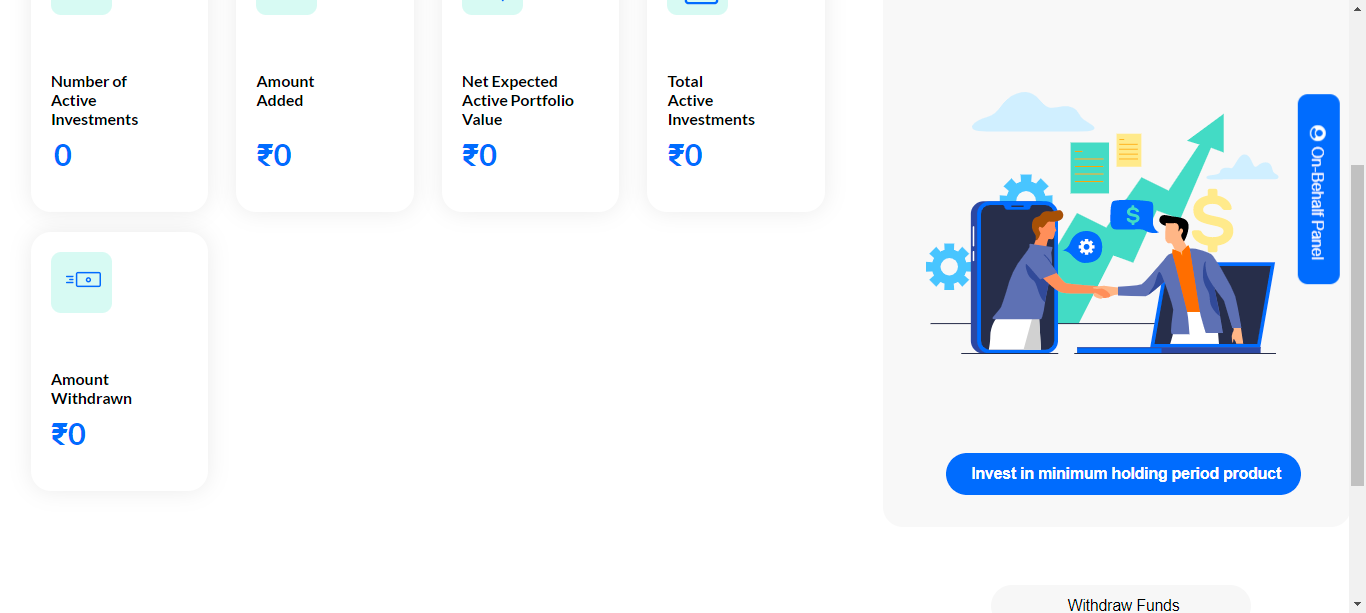 Number of
Active
Investments
0
Amount
Added
₹0
Net Expected
Active Portfolio
Value
₹0
Total
Active
Investments
₹0
Amount
Withdrawn
₹0
$
$
On-Behalf Panel
Invest in minimum holding period product
Withdraw Funds